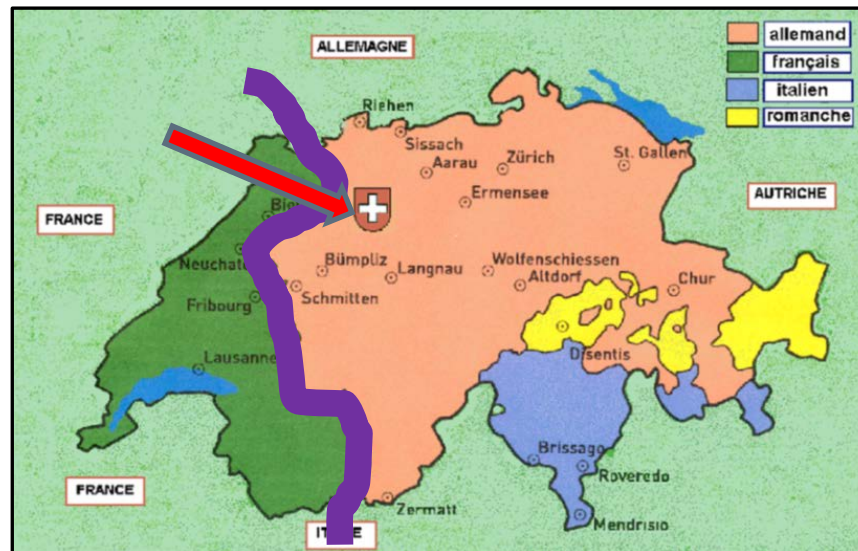 ALLEMAGNE
allemand
français
italien
romanche
Riehen
Sissach
Aarau
Zürich
St. Gallen
Ermensee
AUTRICHE
FRANCE
Bümpliz
Langnau
Wolfenschiessen
Altdorf
Chur
Schmitten
Fribourg
Lausanne
Disentis
Brissago
Roveredo
FRANCE
Zermatt
Mendrisio